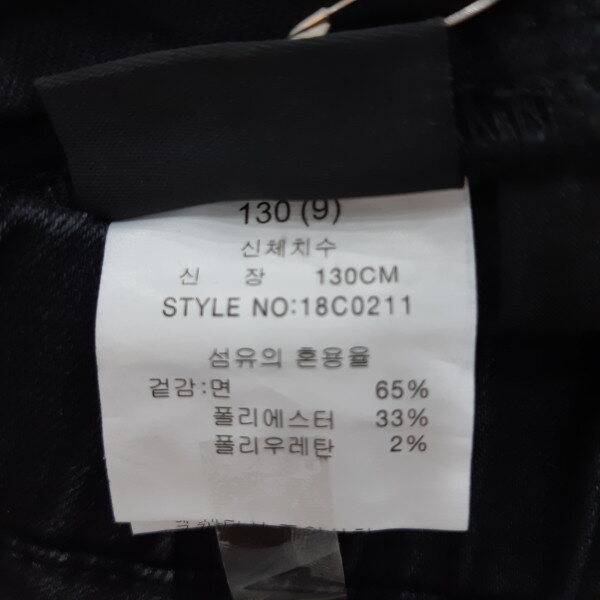 130 (9)
신체치수
신 장 130CM
STYLE NO:18C0211
섬유의 혼용율
겉감:면 65%
폴리에스터 33%
폴리우레탄 2%